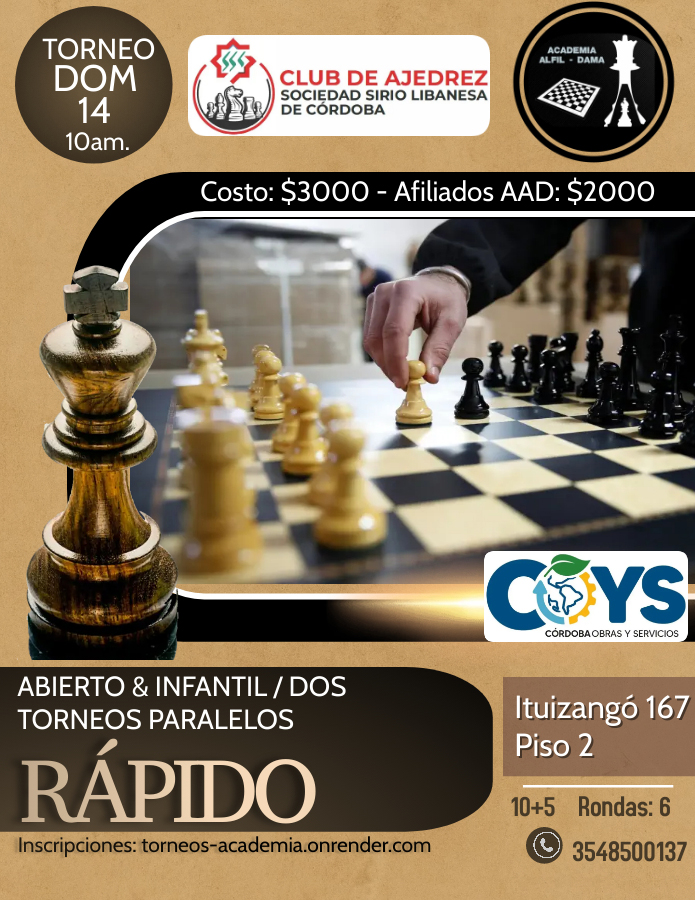 TORNEO
DOM
14
10am.
CLUB DE AJEDREZ
SOCIEDAD SIRIO LIBANESA
DE CÓRDOBA
ACADEMIA
ALFIL - DAMA
Costo: $3000 - Afiliados AAD: $2000
COYS
CÓRDOBA OBRAS Y SERVICIOS
ABIERTO & INFANTIL / DOS
TORNEOS PARALELOS
RÁPIDO
Inscripciones: torneos-academia.onrender.com
Ituizangó 167
Piso 2
10+5 Rondas: 6
3548500137